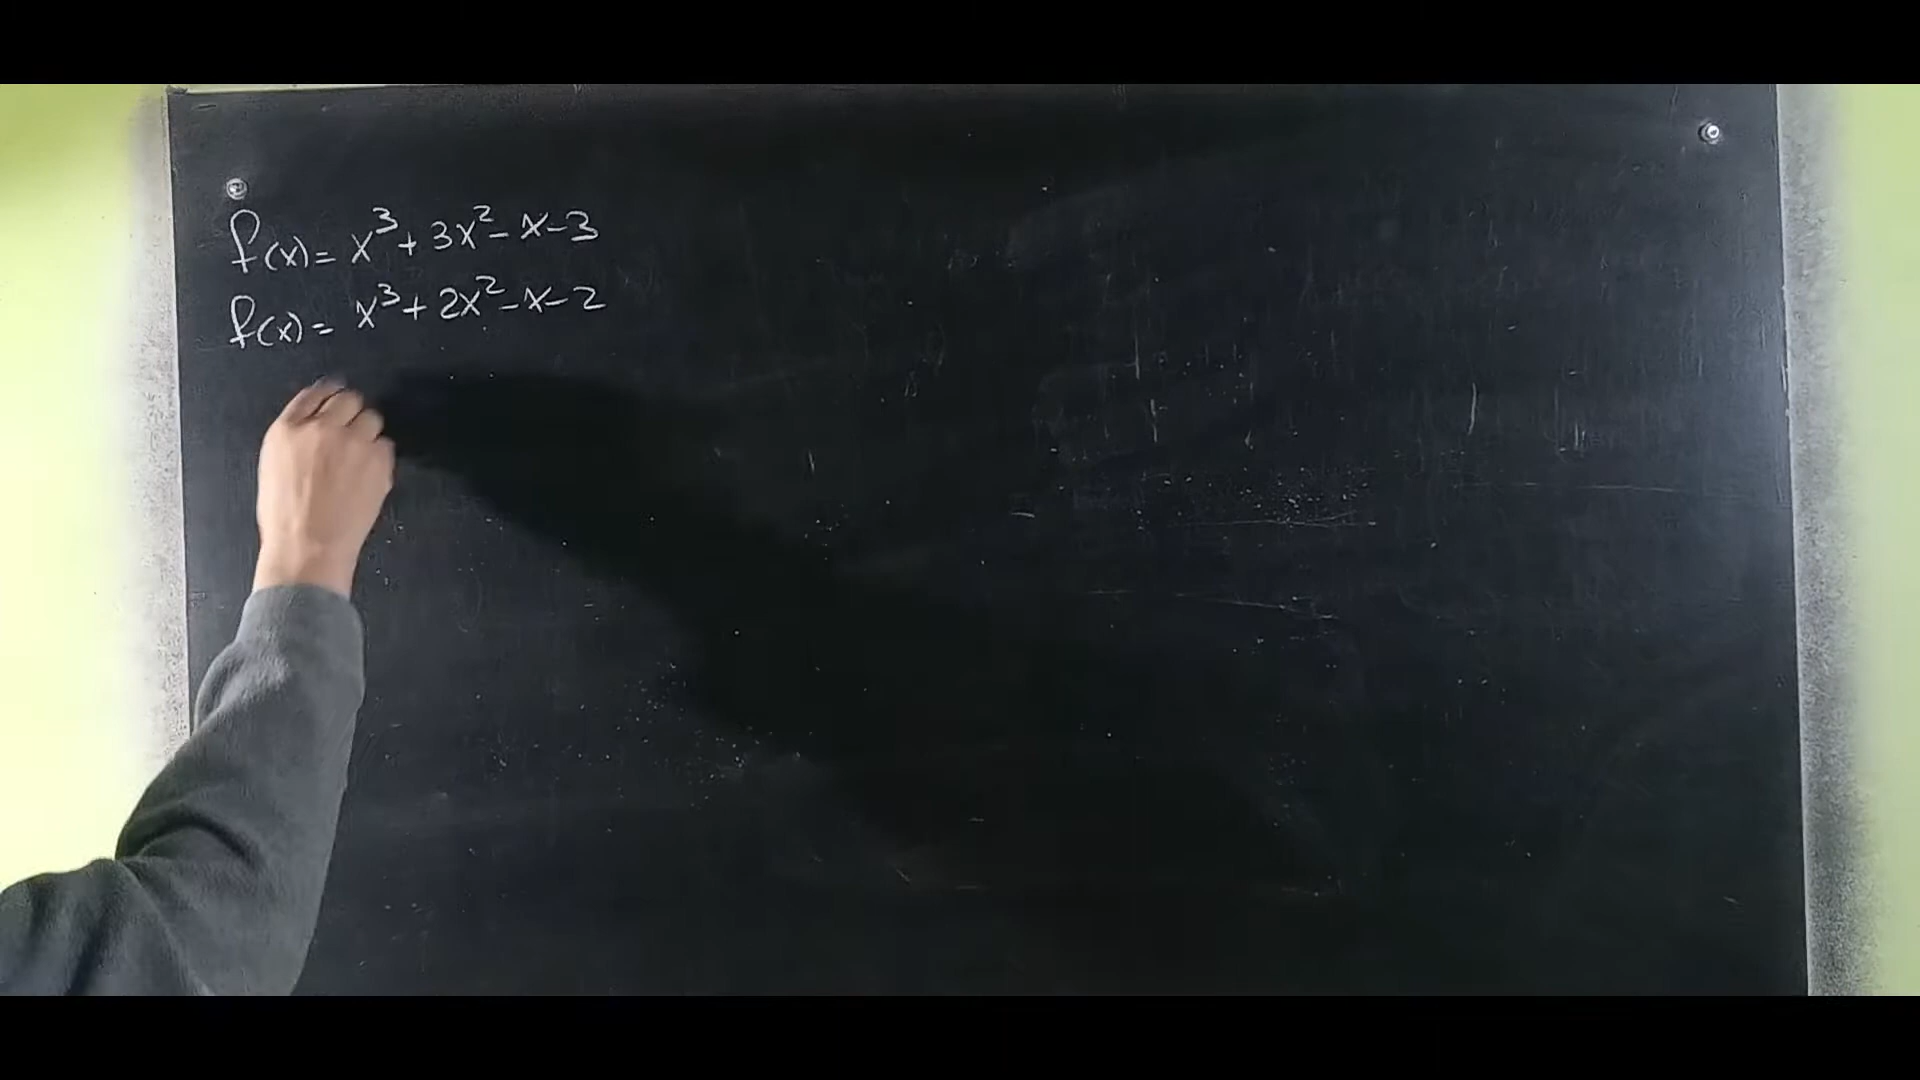 f(x) = x³ + 3x² - x - 3
f(x) = x³ + 2x² - x - 2